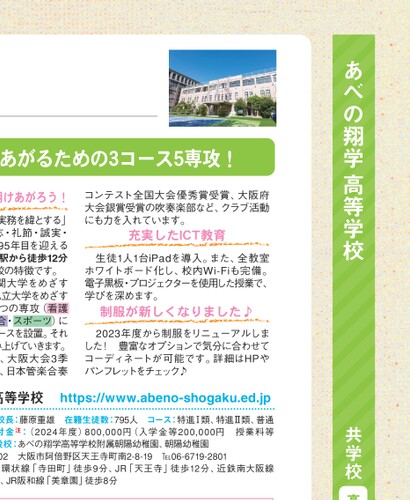 あべの翔学高等学校
共学校
高
あがるための3コース5専攻！
明けあがろう！
実務を緯とする」
志・礼節・誠実・
95年目を迎える
駅から徒歩12分
校の特徴です。
関大学をめざす
私立大学をめざす
つの専攻（看護
合・スポーツ）に
ースを設置。それ
み上げていきます。
、大阪大会3季
、日本管楽合奏
コンテスト全国大会優秀賞受賞、大阪府
大会銀賞受賞の吹奏楽部など、クラブ活動
にも力を入れています。
充実したICT教育
生徒1人1台iPadを導入。また、全教室
ホワイトボード化し、校内Wi-Fiも完備。
電子黒板・プロジェクターを使用した授業で、
学びを深めます。
制服が新しくなりました♪
2023年度から制服をリニューアルしまし
た！ 豊富なオプションで気分に合わせて
コーディネートが可能です。詳細はHPや
パンフレットをチェック♪
高等学校 https://www.abeno-shogaku.ed.jp
校長：藤原重雄 在籍生徒数：795人 コース：特進Ⅰ類、特進Ⅱ類、普通
付金注：（2024年度）800,000円（入学金等200,000円 授業料等
学校：あべの翔学高等学校附属朝陽幼稚園、朝陽幼稚園
02 大阪市阿倍野区天王寺町南2-8-19 ℡06-6719-2801
環状線「寺田町」徒歩9分、JR「天王寺」徒歩12分、近鉄南大阪線
、JR阪和線「美章園」徒歩8分